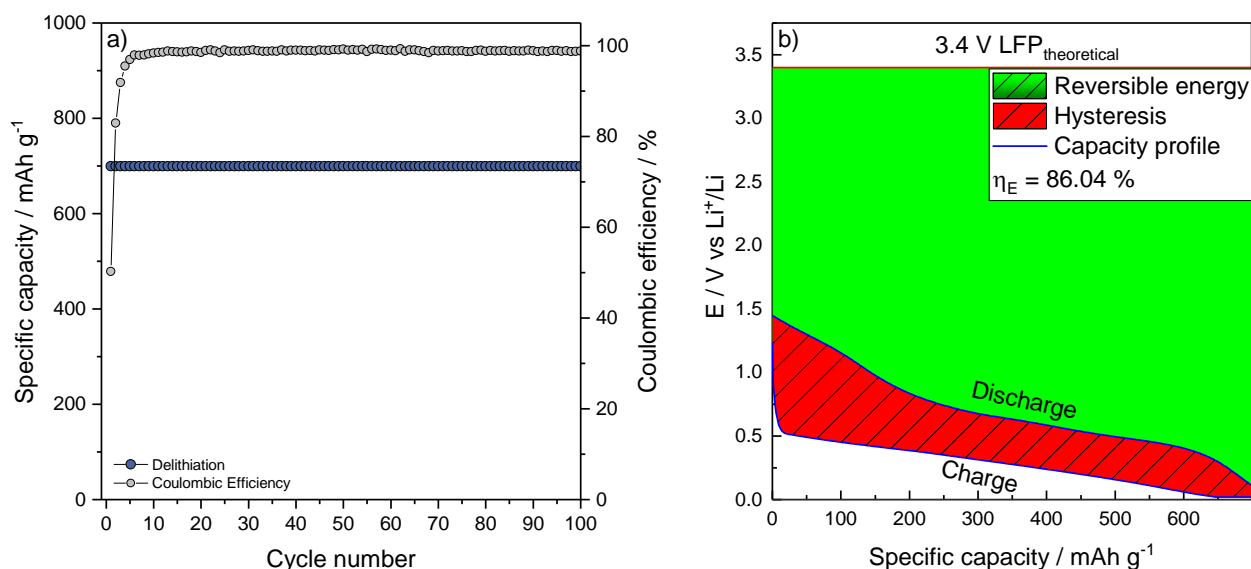 a)
1000
800
600
400
200
0
Specific capacity / mAh g⁻¹
100
80
60
40
20
0
Coulombic efficiency / %
Delithiation
Coulombic Efficiency
0 10 20 30 40 50 60 70 80 90 100
Cycle number
b)
3.4 V LFP_theoretical
Reversible energy
Hysteresis
Capacity profile
η_E = 86.04 %
3.5
3.0
2.5
2.0
1.5
1.0
0.5
0.0
E / V vs Li⁺/Li
Discharge
Charge
0 100 200 300 400 500 600
Specific capacity / mAh g⁻¹